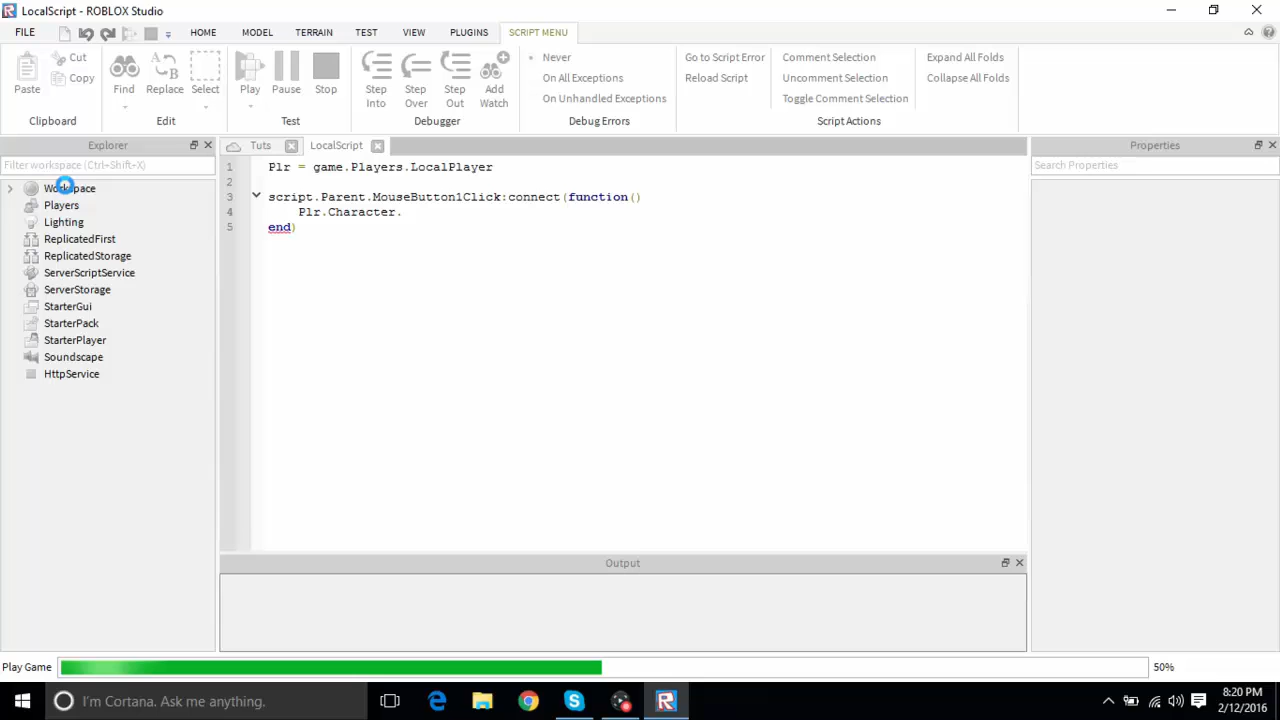 LocalScript - ROBLOX Studio
FILE HOME MODEL TERRAIN TEST VIEW PLUGINS SCRIPT MENU
Paste
Cut
Copy
Clipboard
Find Replace Select
Edit
Play Pause Stop
Test
Step Into
Step Over
Step Out
Add Watch
Debugger
Never
On All Exceptions
On Unhandled Exceptions
Debug Errors
Go to Script Error
Reload Script
Comment Selection
Uncomment Selection
Toggle Comment Selection
Expand All Folds
Collapse All Folds
Script Actions
Explorer
Filter workspace (Ctrl+Shift+X)
Workspace
Players
Lighting
ReplicatedFirst
ReplicatedStorage
ServerScriptService
ServerStorage
StarterGui
StarterPack
StarterPlayer
Soundscape
HttpService
Tuts LocalScript
1 Plr = game.Players.LocalPlayer
2
3 script.Parent.MouseButton1Click:connect(function()
4 Plr.Character.
5 end)
Output
Properties
Search Properties
Play Game 50%
I'm Cortana. Ask me anything.
8:20 PM
2/12/2016